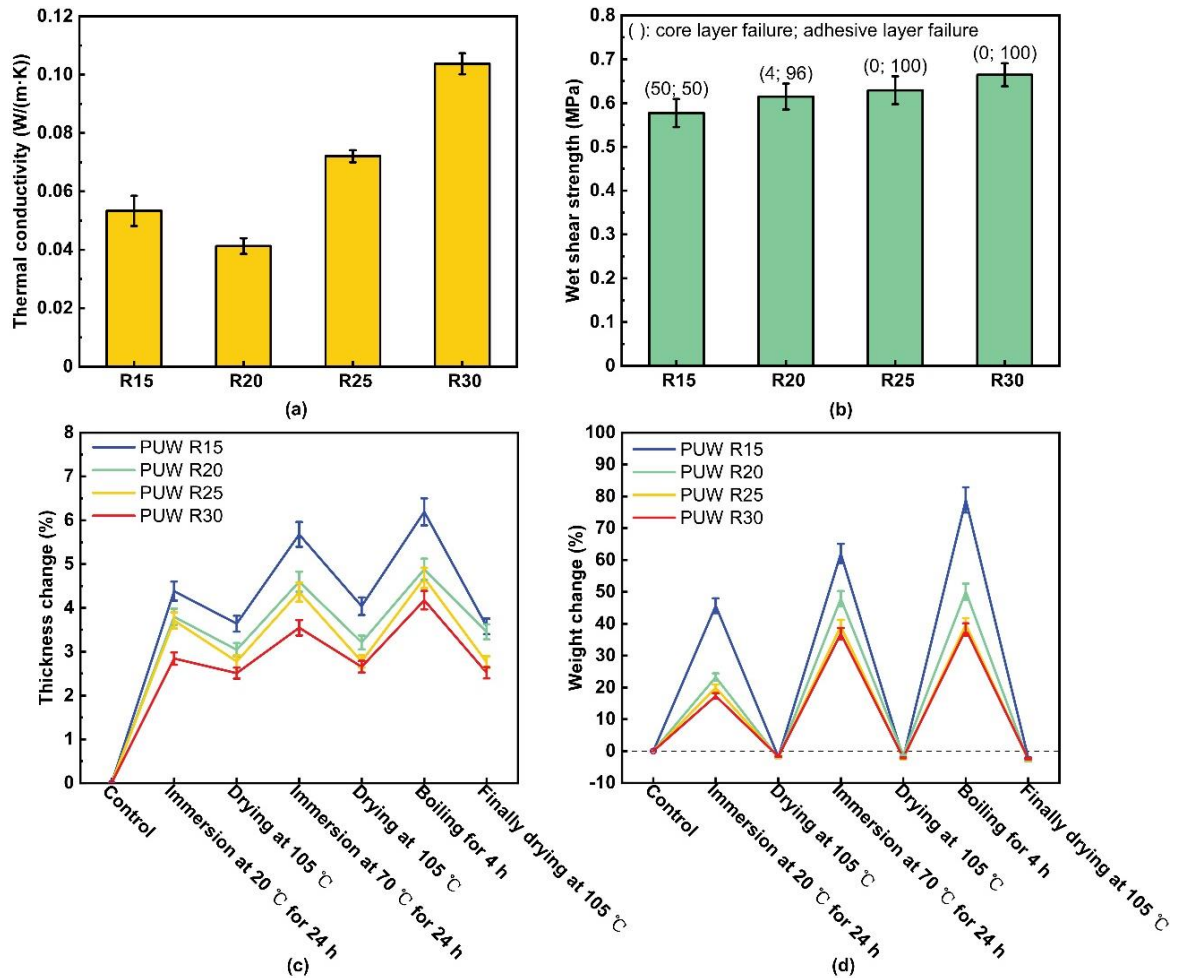 Thermal conductivity (W/(m·K)
0.12
0.10
0.08
0.06
0.04
0.02
0
R15
R20
R25
R30
(a)
Wet shear strength (MPa)
0.8
0.7
0.6
0.5
0.4
0.3
0.2
0.1
0
( ): core layer failure; adhesive layer failure
(50; 50)
(4; 96)
(0; 100)
(0; 100)
R15
R20
R25
R30
(b)
Thickness change (%)
8
7
6
5
4
3
2
1
0
PUW R15
PUW R20
PUW R25
PUW R30
Control
Immersion at 20 ℃ for 24 h
Drying at 105 ℃
Immersion at 70 ℃ for 24 h
Drying at 105 ℃
Boiling for 4 h
Finally drying at 105 ℃
(c)
Weight change (%)
100
90
80
70
60
50
40
30
20
10
0
-10
PUW R15
PUW R20
PUW R25
PUW R30
Control
Immersion at 20 ℃ for 24 h
Drying at 105 ℃
Immersion at 70 ℃ for 24 h
Drying at 105 ℃
Boiling for 4 h
Finally drying at 105 ℃
(d)